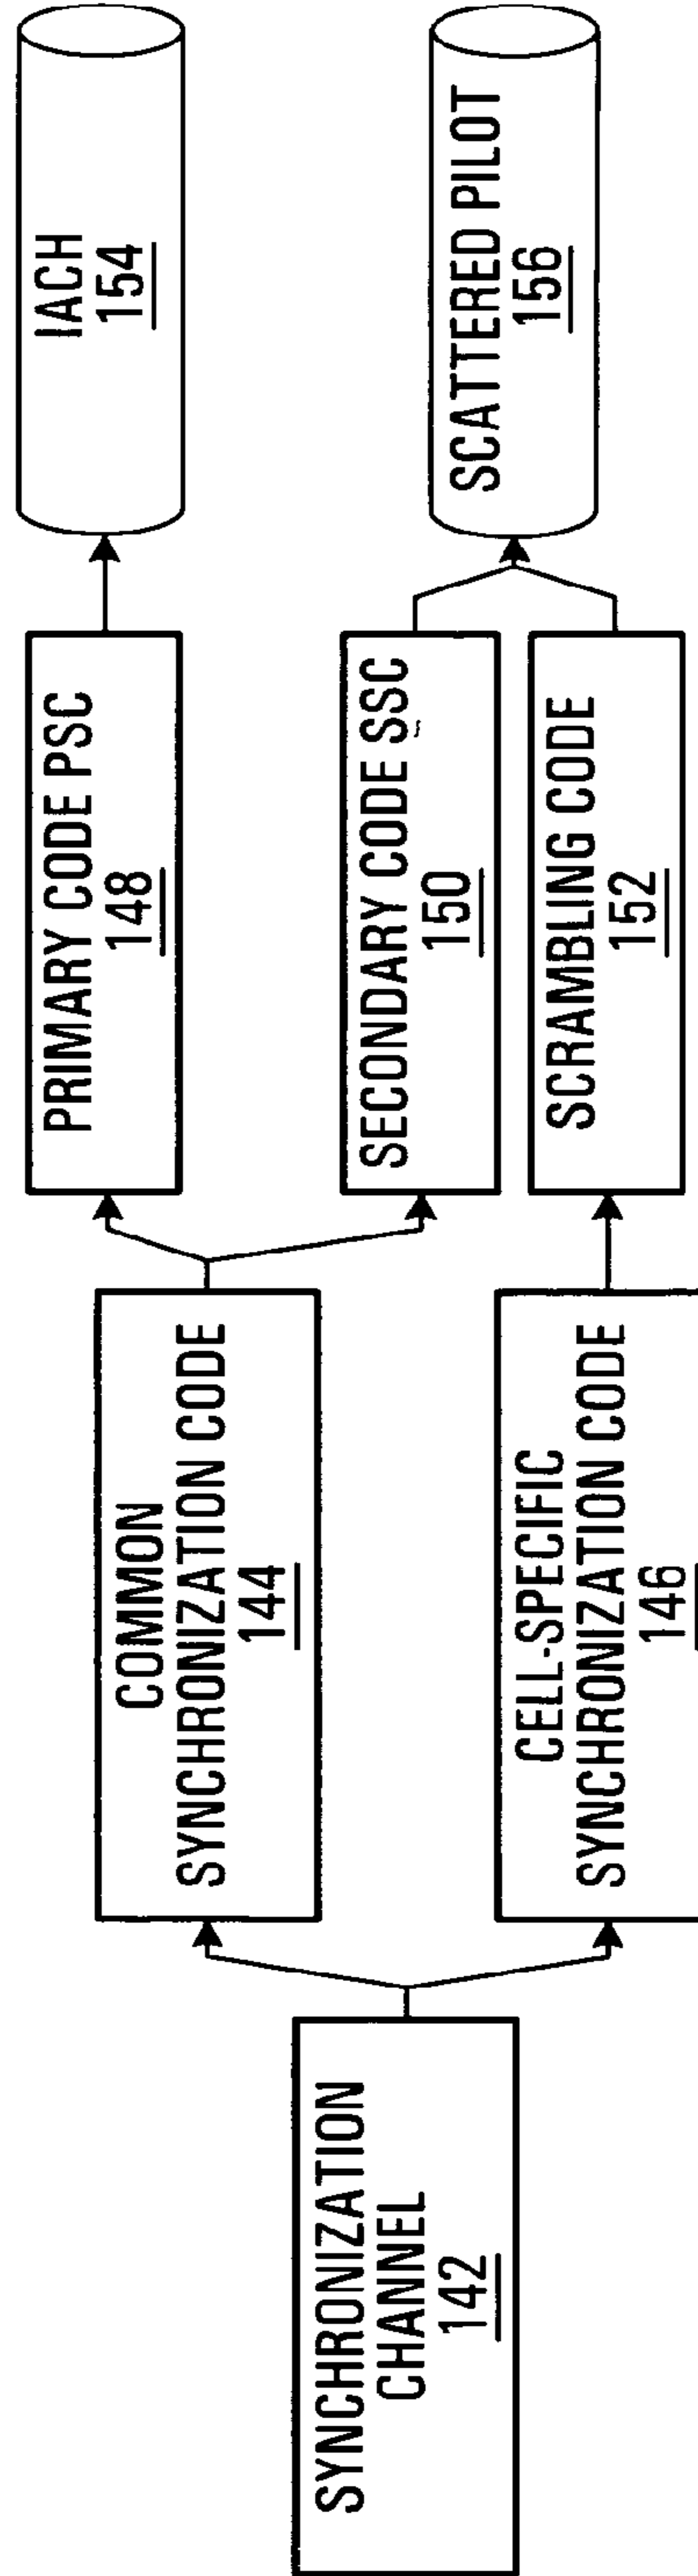 SYNCHRONIZATION
CHANNEL
142
COMMON
SYNCHRONIZATION CODE
144
CELL-SPECIFIC
SYNCHRONIZATION CODE
146
PRIMARY CODE PSC
148
SECONDARY CODE SSC
150
SCRAMBLING CODE
152
IACH
154
SCATTERED PILOT
156